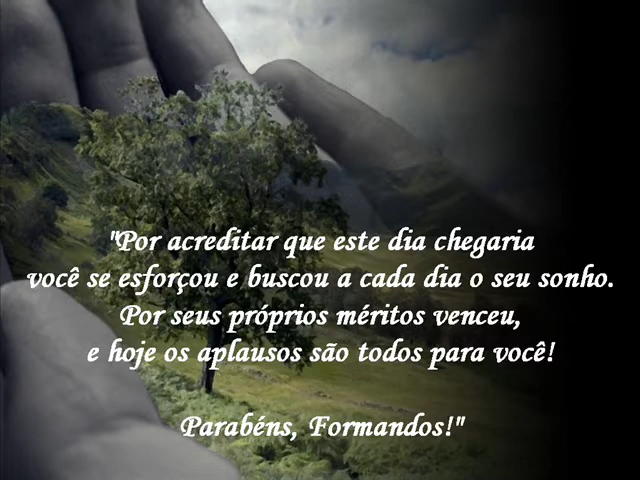 "Por acreditar que este dia chegaria
você se esforçou e buscou a cada dia o seu sonho.
Por seus próprios méritos venceu,
e hoje os aplausos são todos para você!
Parabéns, Formandos!"